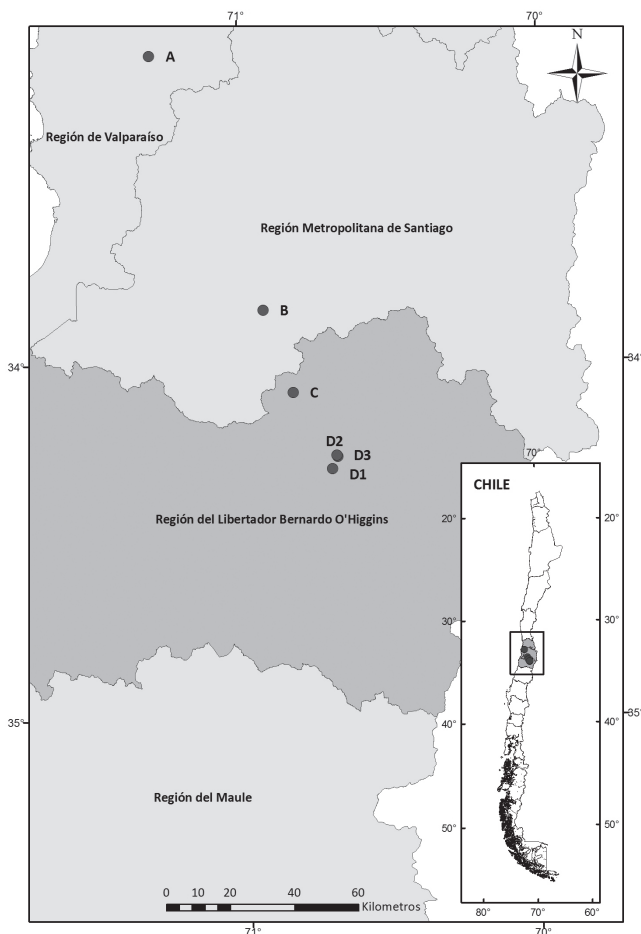 71° 70°
N
A
Región de Valparaíso
Región Metropolitana de Santiago
B
34° 34°
C
D2
D3
D1
Región del Libertador Bernardo O'Higgins
70°
CHILE
20° 20°
30° 30°
35° 35°
40° 40°
Región del Maule
50° 50°
0 10 20 40 60
Kilometros
80° 70° 60°
71° 70°